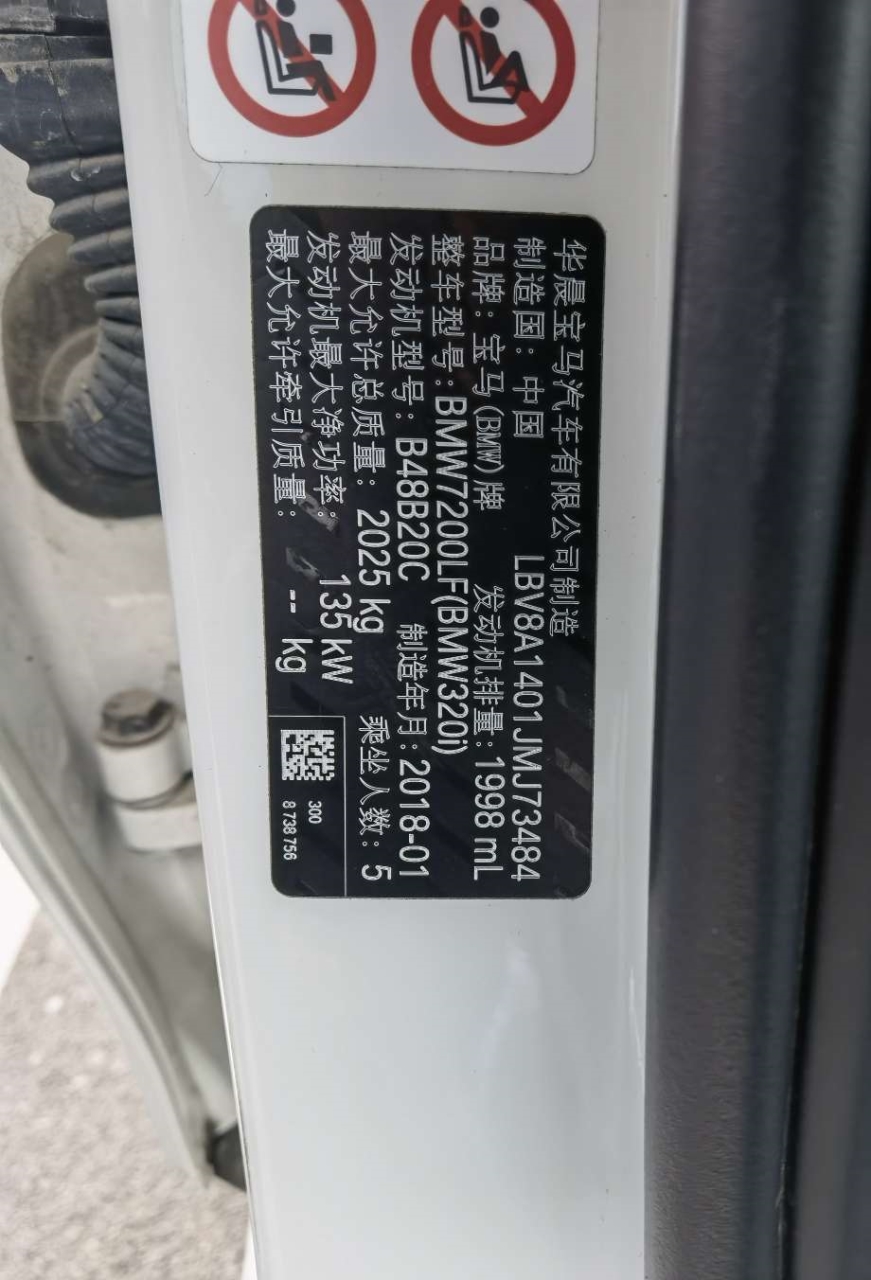 华晨宝马汽车有限公司制造
制造国：中国 LBV8A1401JMJ73484
品牌：宝马(BMW)牌 发动机排量：1998 mL
整车型号：BMW7200LF(BMW320i)
发动机型号：B48B20C 制造年月：2018-01
最大允许总质量：2025 kg 乘坐人数：5
发动机最大净功率：135 kW
最大允许牵引质量：-- kg
300
8 738 756